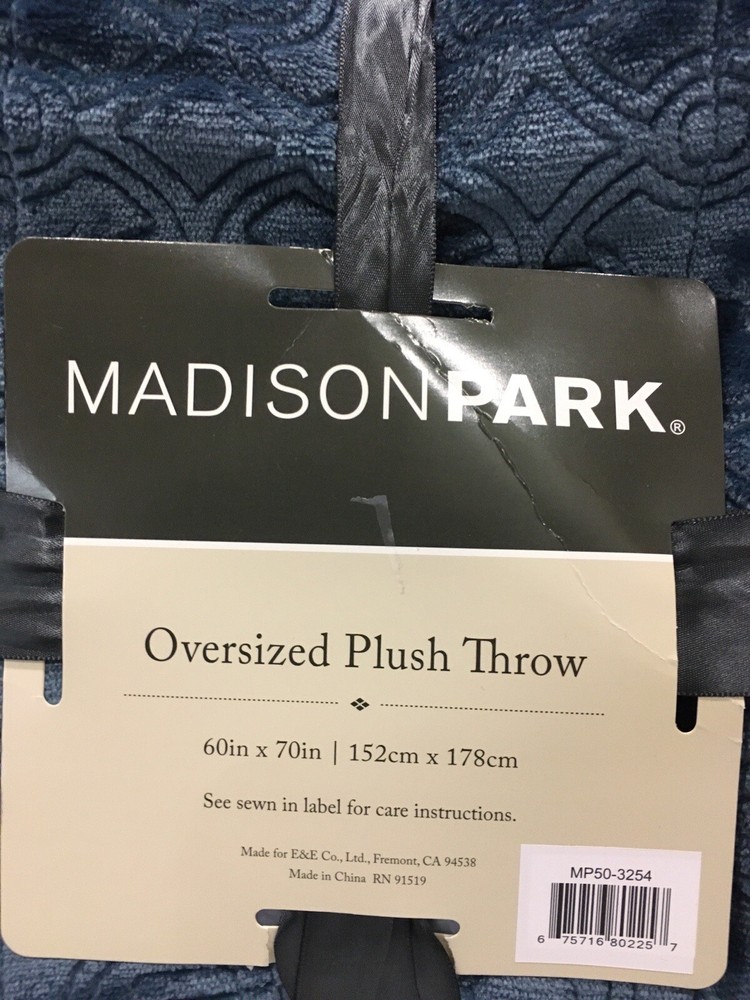 MADISONPARK®
Oversized Plush Throw
60in x 70in | 152cm x 178cm
See sewn in label for care instructions.
Made for E&E Co., Ltd., Fremont, CA 94538
Made in China RN 91519
MP50-3254
6 75716 80225 7